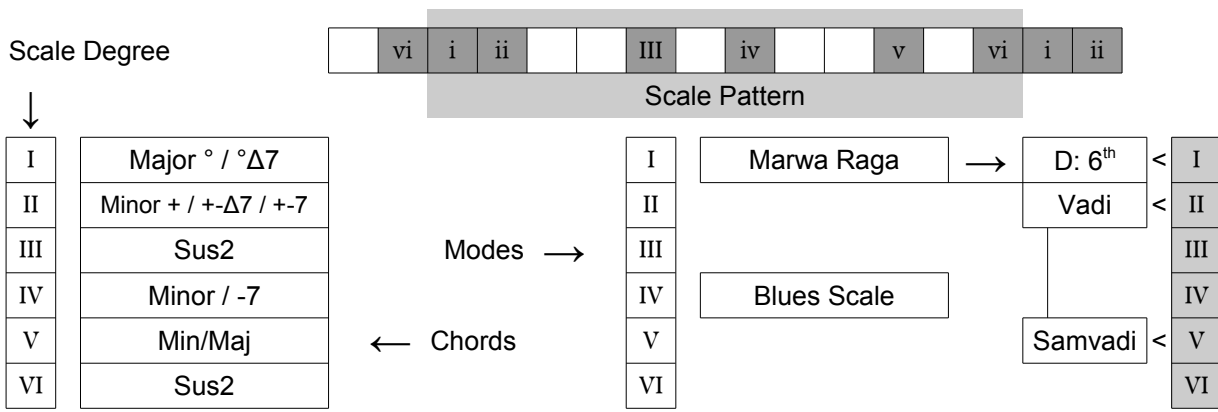 Scale Degree
vi i ii III iv v vi i ii
Scale Pattern
↓
I Major ° / °Δ7 I Marwa Raga → D: 6th < I
II Minor + / +-Δ7 / +-7 II Vadi < II
III Sus2 Modes → III III
IV Minor / -7 IV Blues Scale IV
V Min/Maj ← Chords V Samvadi < V
VI Sus2 VI VI